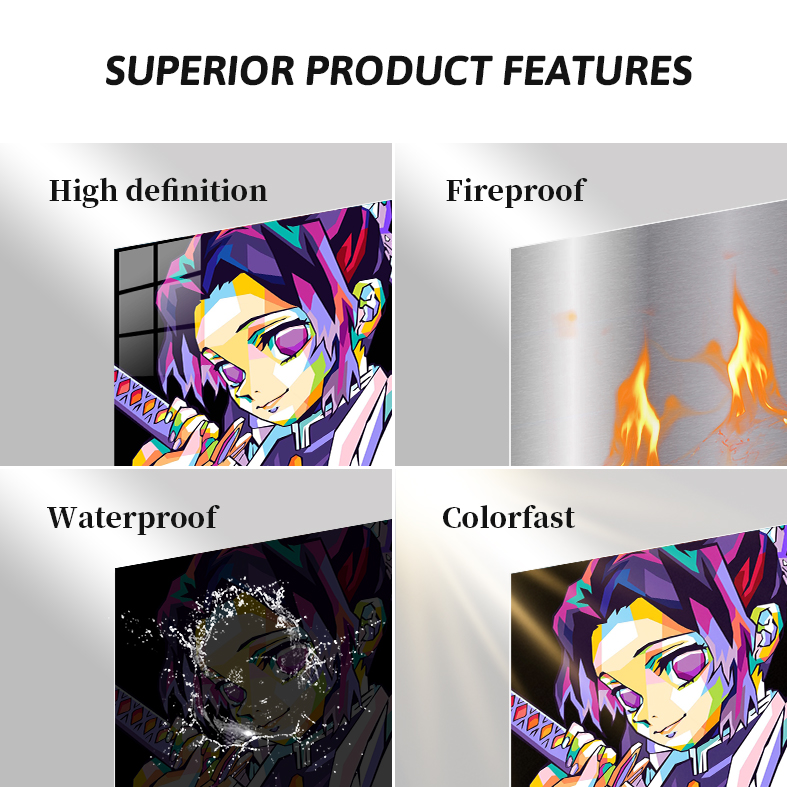 SUPERIOR PRODUCT FEATURES
High definition
Fireproof
Waterproof
Colorfast